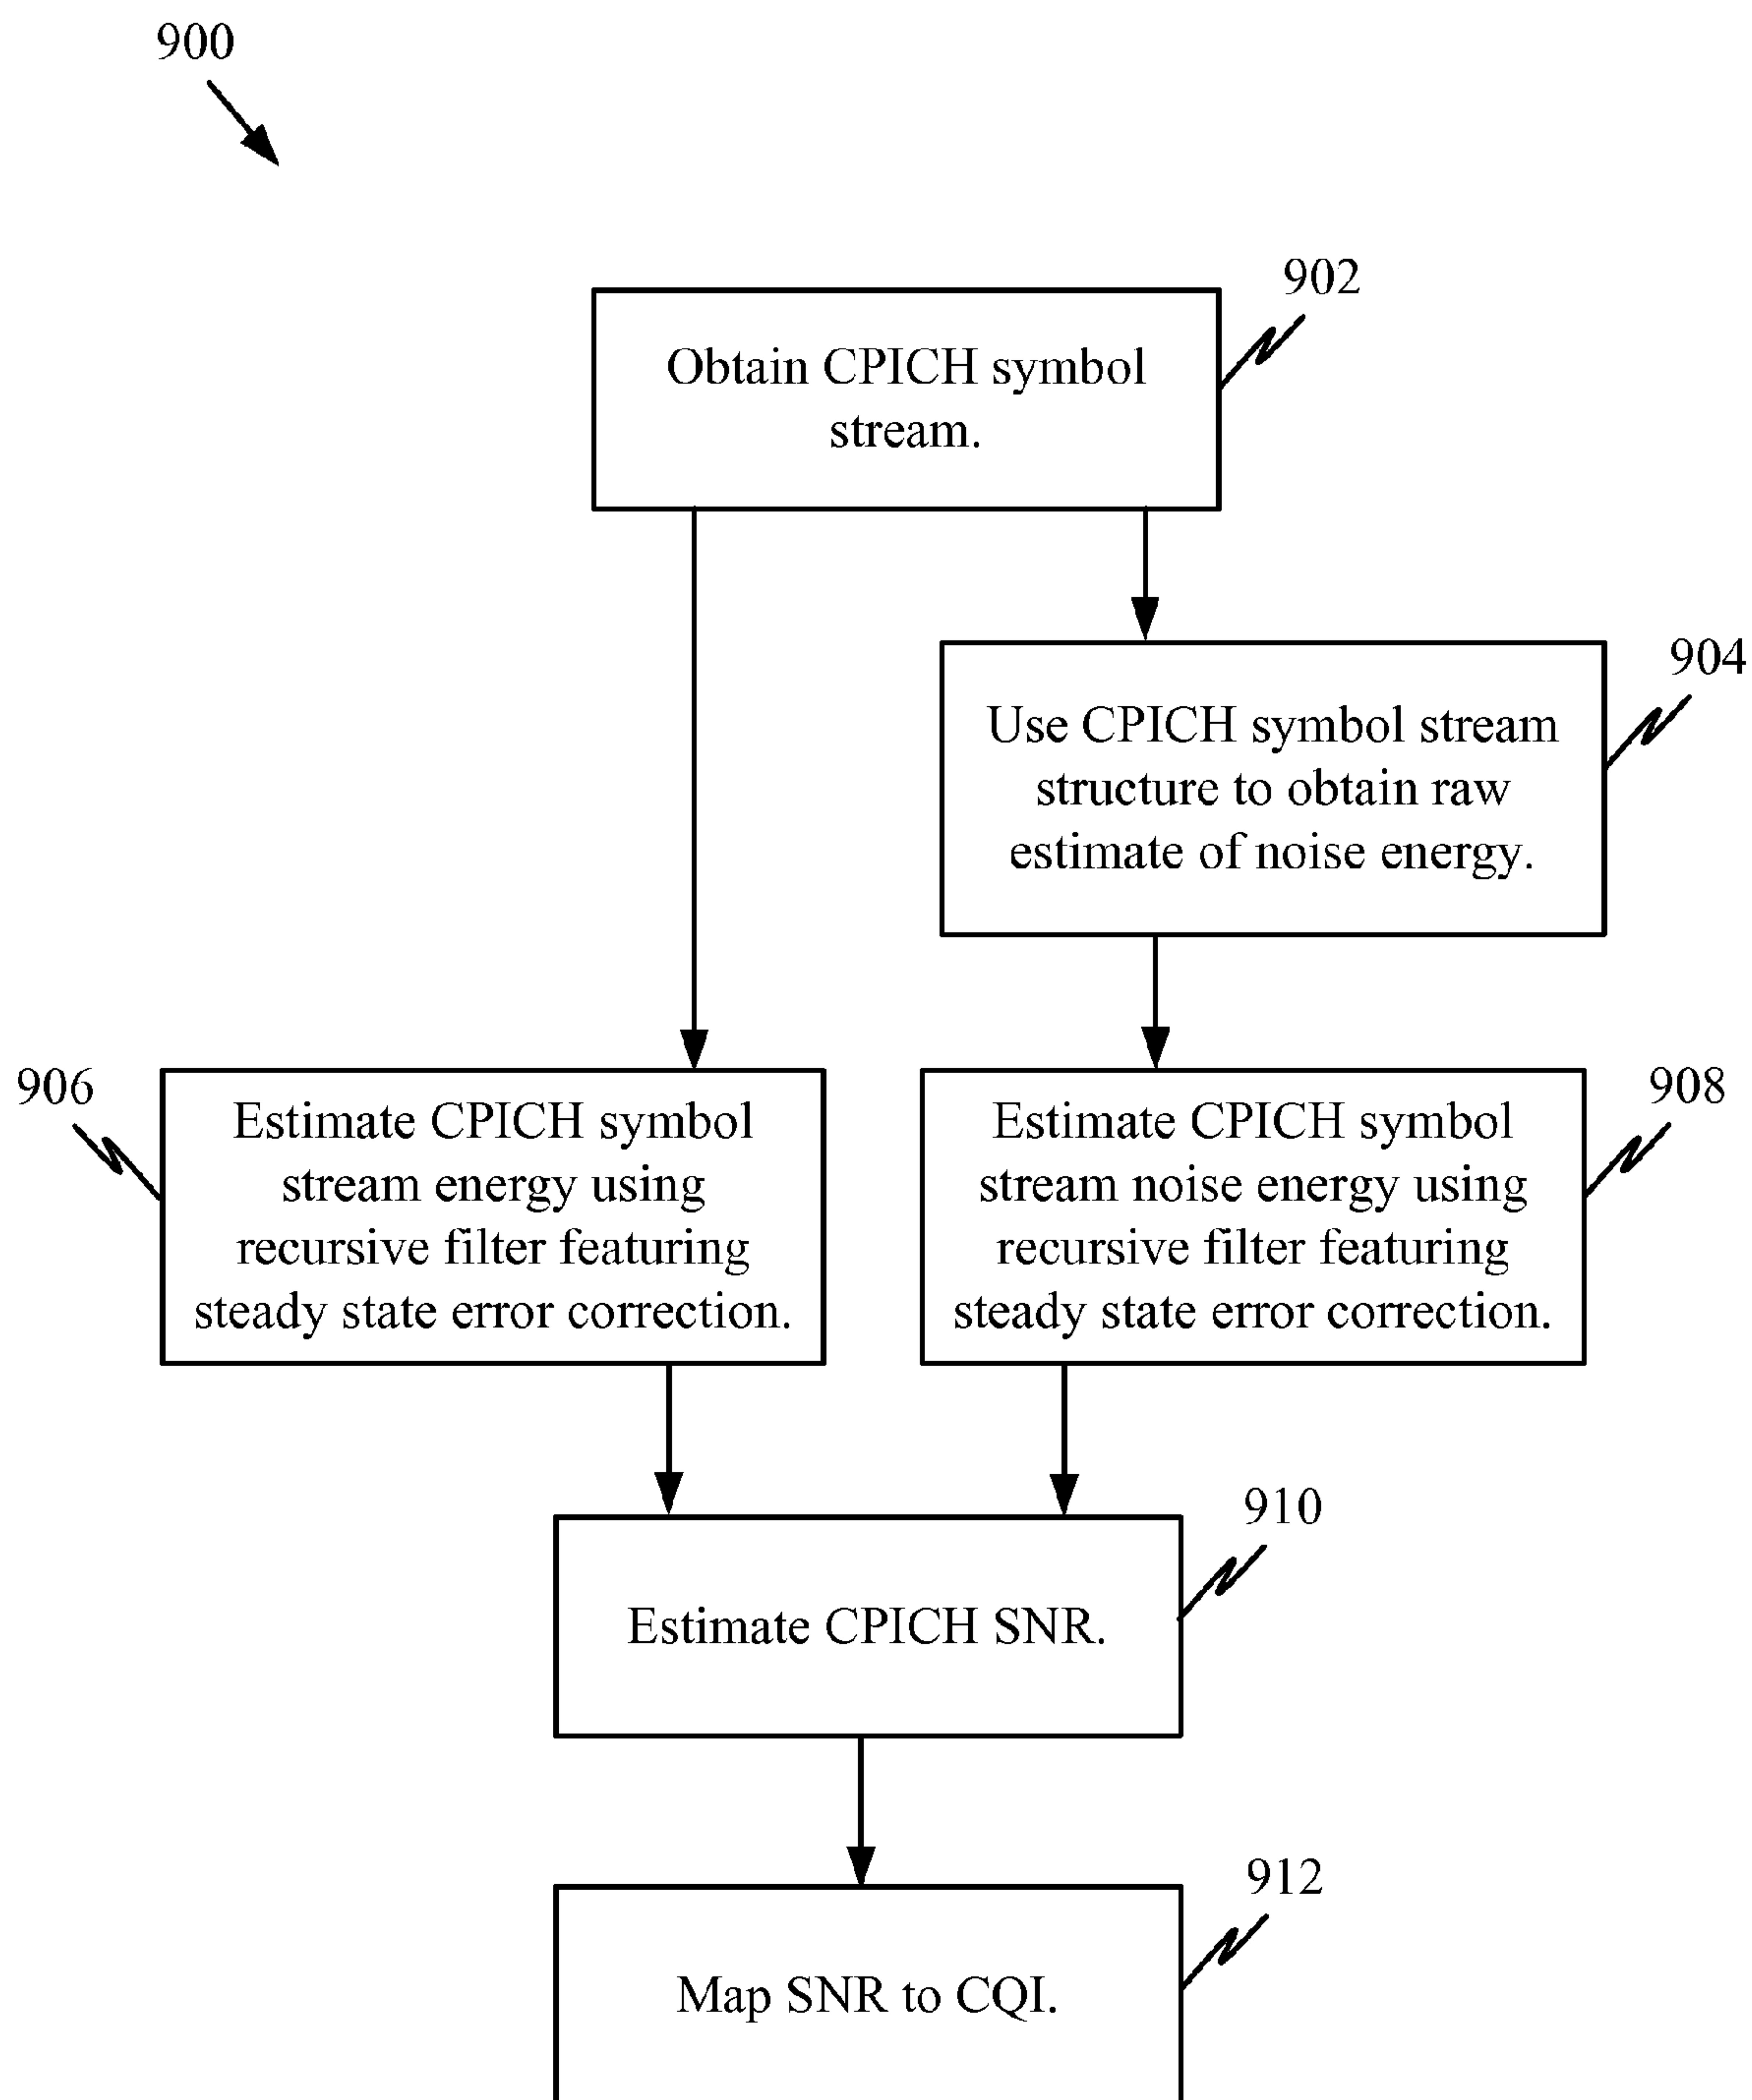 900
902
Obtain CPICH symbol
stream.
904
Use CPICH symbol stream
structure to obtain raw
estimate of noise energy.
906
Estimate CPICH symbol
stream energy using
recursive filter featuring
steady state error correction.
908
Estimate CPICH symbol
stream noise energy using
recursive filter featuring
steady state error correction.
910
Estimate CPICH SNR.
912
Map SNR to CQI.